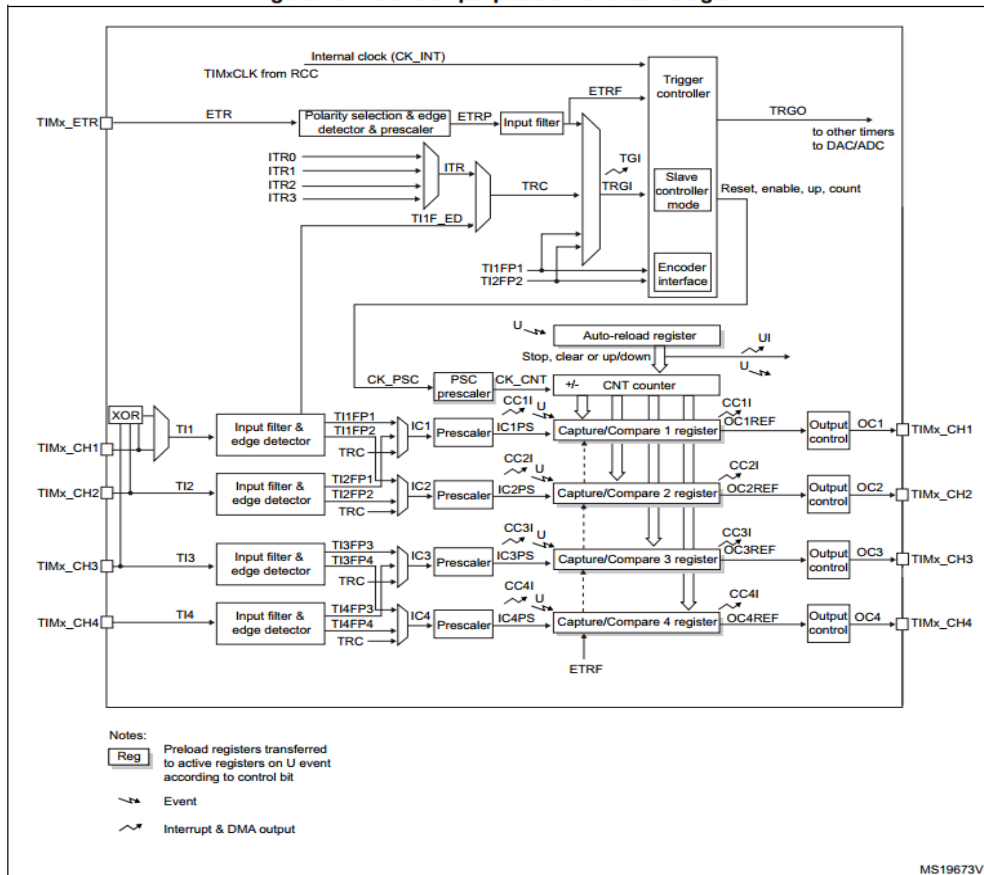 Internal clock (CK_INT)
TIMxCLK from RCC
Trigger
controller
ETRF
TRGO
to other timers
to DAC/ADC
TIMx_ETR
ETR
Polarity selection & edge
detector & prescaler
ETRP
Input filter
ITR0
ITR1
ITR2
ITR3
ITR
TRC
TGI
TRGI
Slave
controller
mode
Reset, enable, up, count
TI1F_ED
TI1FP1
TI2FP2
Encoder
interface
U
Auto-reload register
UI
Stop, clear or up/down
U
CK_PSC
PSC
prescaler
CK_CNT
+/-
CNT counter
XOR
TIMx_CH1
TI1
Input filter &
edge detector
TI1FP1
TI1FP2
TRC
IC1
Prescaler
IC1PS
CC1I
U
Capture/Compare 1 register
CC1I
OC1REF
Output
control
OC1
TIMx_CH1
TIMx_CH2
TI2
Input filter &
edge detector
TI2FP1
TI2FP2
TRC
IC2
Prescaler
IC2PS
CC2I
U
Capture/Compare 2 register
CC2I
OC2REF
Output
control
OC2
TIMx_CH2
TIMx_CH3
TI3
Input filter &
edge detector
TI3FP3
TI3FP4
TRC
IC3
Prescaler
IC3PS
CC3I
U
Capture/Compare 3 register
CC3I
OC3REF
Output
control
OC3
TIMx_CH3
TIMx_CH4
TI4
Input filter &
edge detector
TI4FP3
TI4FP4
TRC
IC4
Prescaler
IC4PS
CC4I
U
Capture/Compare 4 register
CC4I
OC4REF
Output
control
OC4
TIMx_CH4
ETRF
Notes:
Reg
Preload registers transferred
to active registers on U event
according to control bit
Event
Interrupt & DMA output
MS19673V